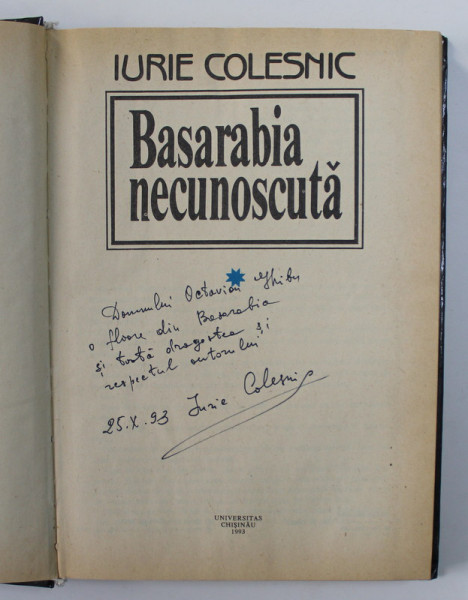 IURIE COLESNIC
Basarabia
necunoscută
Domnului Octavian Ghibu
o floare din Basarabia
și toată dragostea și
respectul autorului
25.X.93 Iurie Colesnic
UNIVERSITAS
CHIȘINĂU
1993